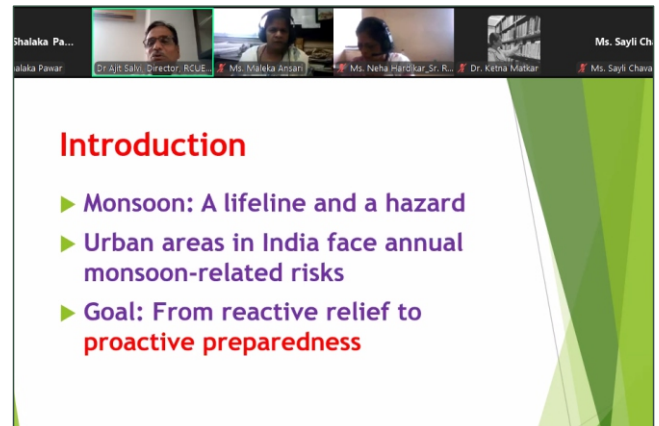 Shalaka Pa...
alaka Pawar
Dr Ajit Salvi, Director, RCUE...
Ms. Maleka Ansari
Ms. Neha Hardikar_Sr. R...
Dr. Ketna Matkar
Ms. Sayli Ch
Ms. Sayli Chava
Introduction
Monsoon: A lifeline and a hazard
Urban areas in India face annual
monsoon-related risks
Goal: From reactive relief to
proactive preparedness